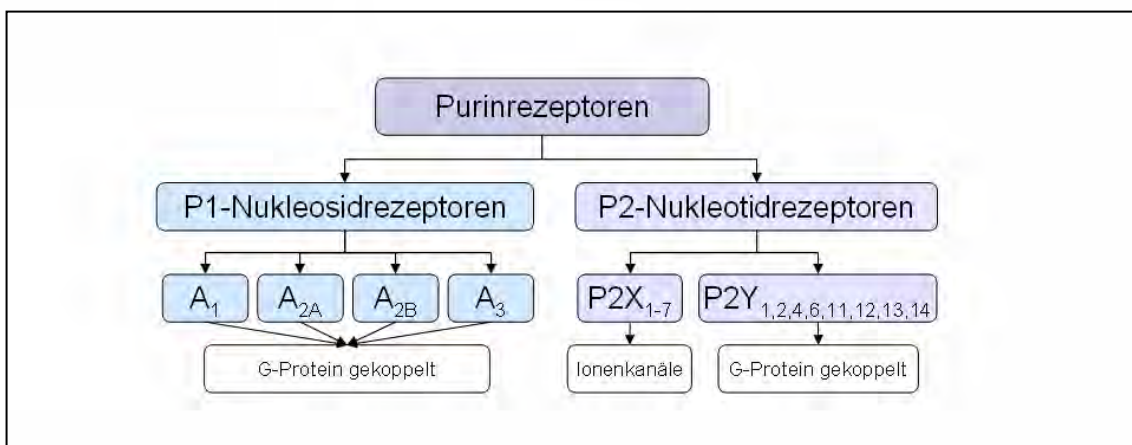 Purinrezeptoren
P1-Nukleosidrezeptoren
P2-Nukleotidrezeptoren
A1
A2A
A2B
A3
P2X1-7
P2Y1,2,4,6,11,12,13,14
G-Protein gekoppelt
Ionenkanäle
G-Protein gekoppelt